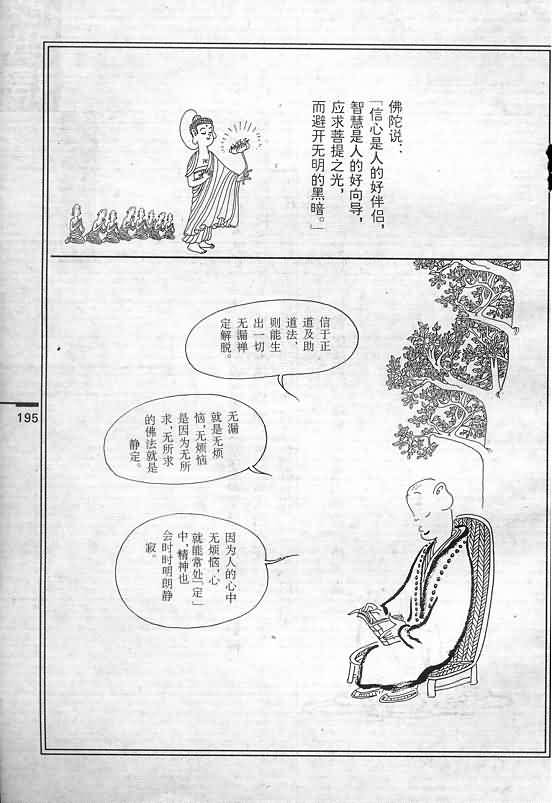 佛陀说：
「信心是人的好伴侣，
智慧是人的好向导，
应求菩提之光，
而避开无明的黑暗。」
信于正
道及助
道法、
则能生
出一切
无漏禅
定解脱。
无漏
就是无烦
恼，无烦恼
是因为无所
求，无所求
的佛法就是
静定。
因为人的心中
无烦恼，心
就能常处「定」
中，精神也
会时时明朗静
寂。
195